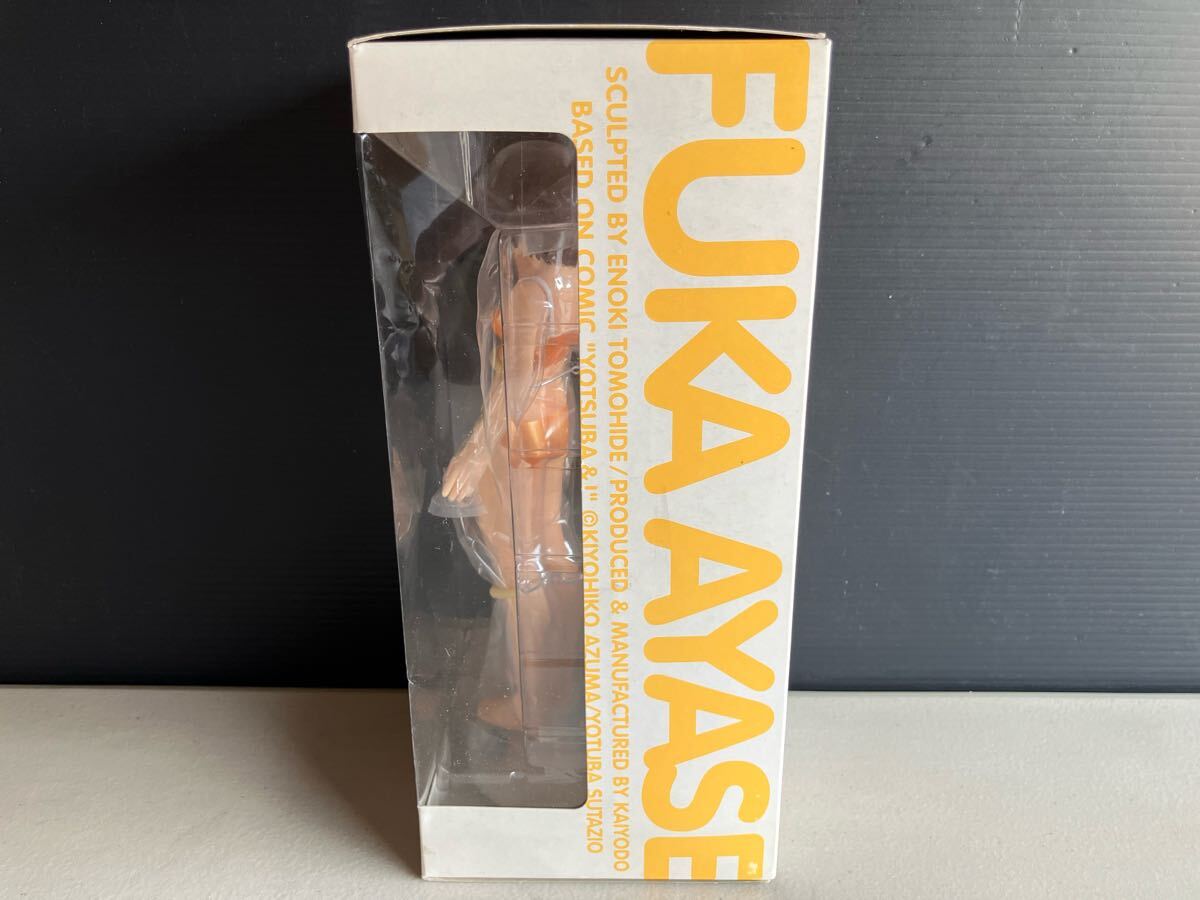 FUKA AYASE
SCULPTED BY ENOKI TOMOHIDE/PRODUCED & MANUFACTURED BY KAIYODO
BASED ON COMIC "YOTSUBA&!" ©KIYOHIKO AZUMA/YOTUBA SUTAZIO